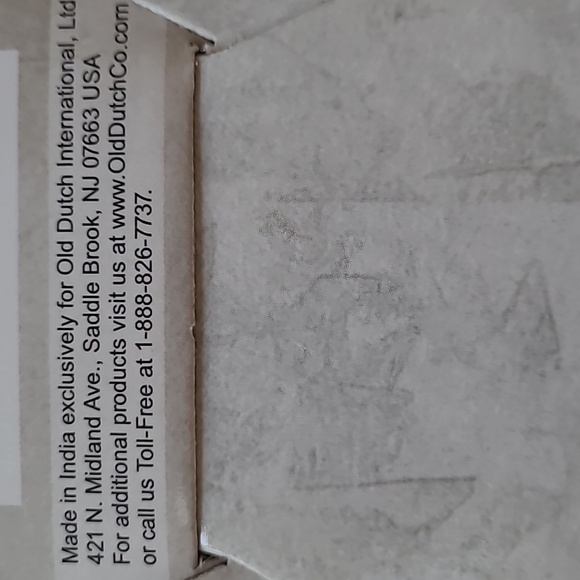 Made in India exclusively for Old Dutch International, Ltd
421 N. Midland Ave., Saddle Brook, NJ 07663 USA
For additional products visit us at www.OldDutchCo.com
or call us Toll-Free at 1-888-826-7737.